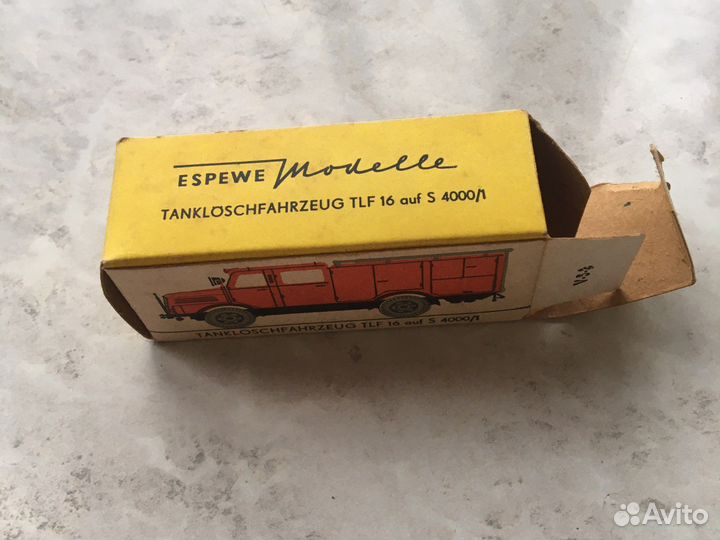 ESPEWE Modelle
TANKLÖSCHFAHRZEUG TLF 16 auf S 4000/1
TANKLÖSCHFAHRZEUG TLF 16 auf S 4000/1
Avito